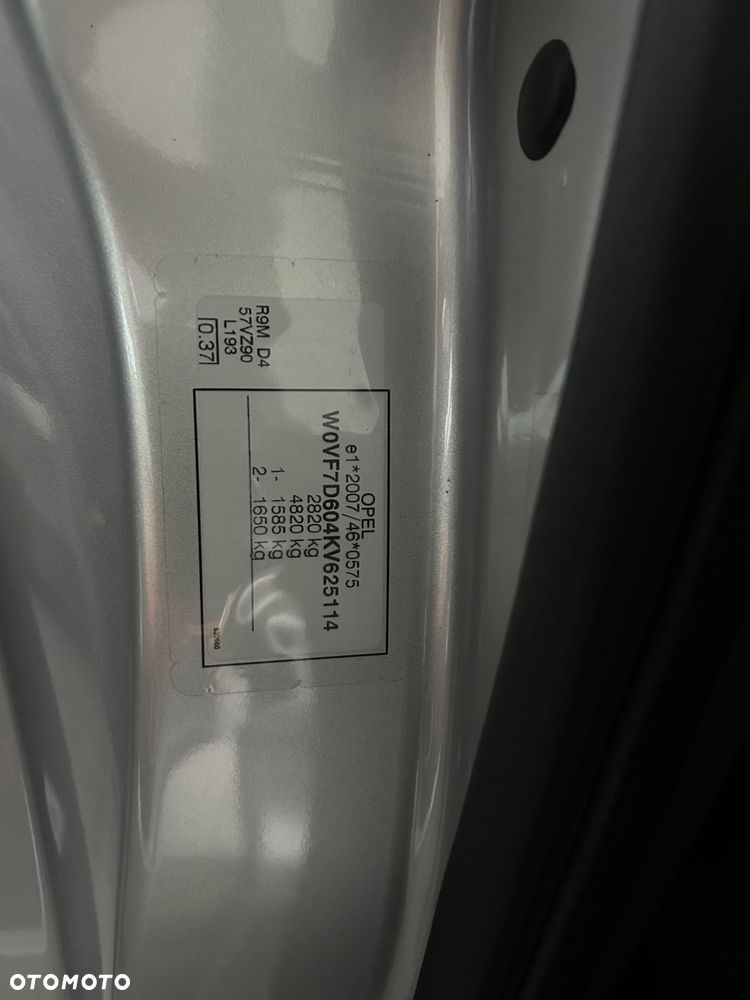 OPEL
e1*2007/46*0575
W0VF7D604KV625114
2820 kg
4820 kg
1- 1585 kg
2- 1650 kg
R9M D4
57VZ90
L193
0.37
OTOMOTO